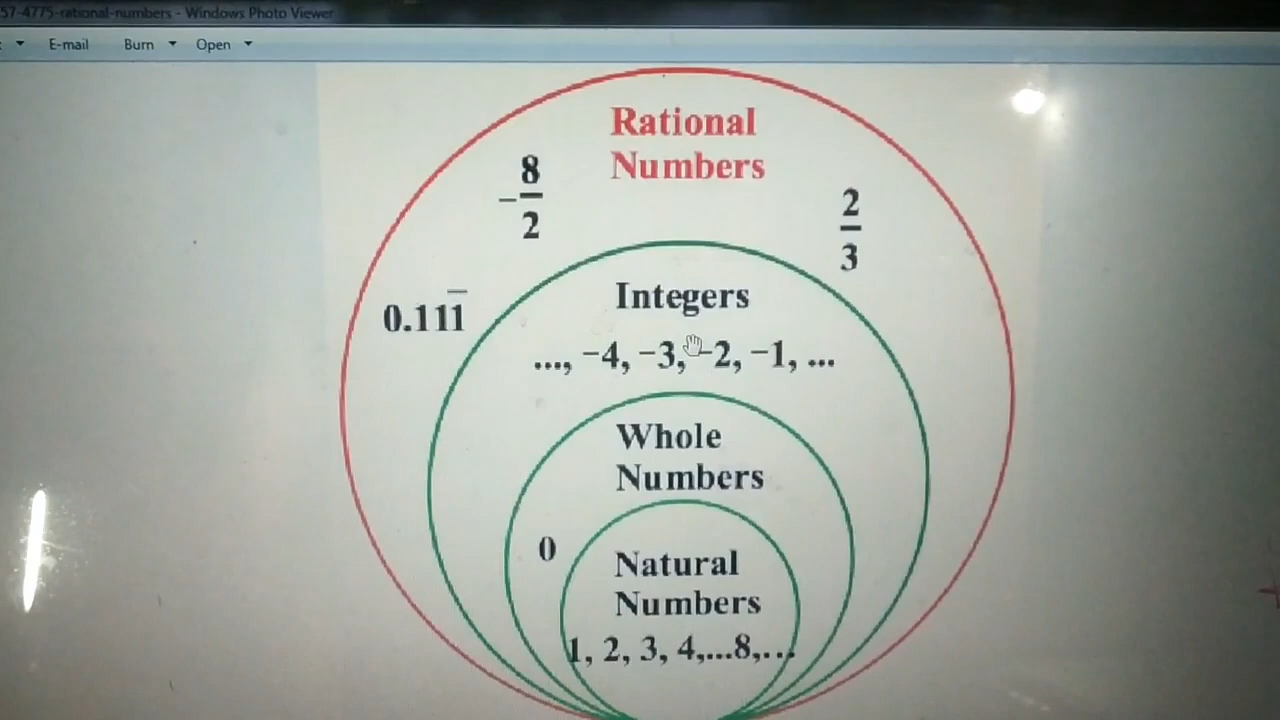 57-4775-rational-numbers - Windows Photo Viewer
E-mail Burn Open
Rational
Numbers
-8/2
2/3
0.111̅
Integers
..., -4, -3, -2, -1, ...
Whole
Numbers
0
Natural
Numbers
1, 2, 3, 4,...8,...